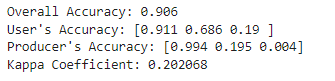 Overall Accuracy: 0.906
User's Accuracy: [0.911 0.686 0.19 ]
Producer's Accuracy: [0.994 0.195 0.004]
Kappa Coefficient: 0.202068